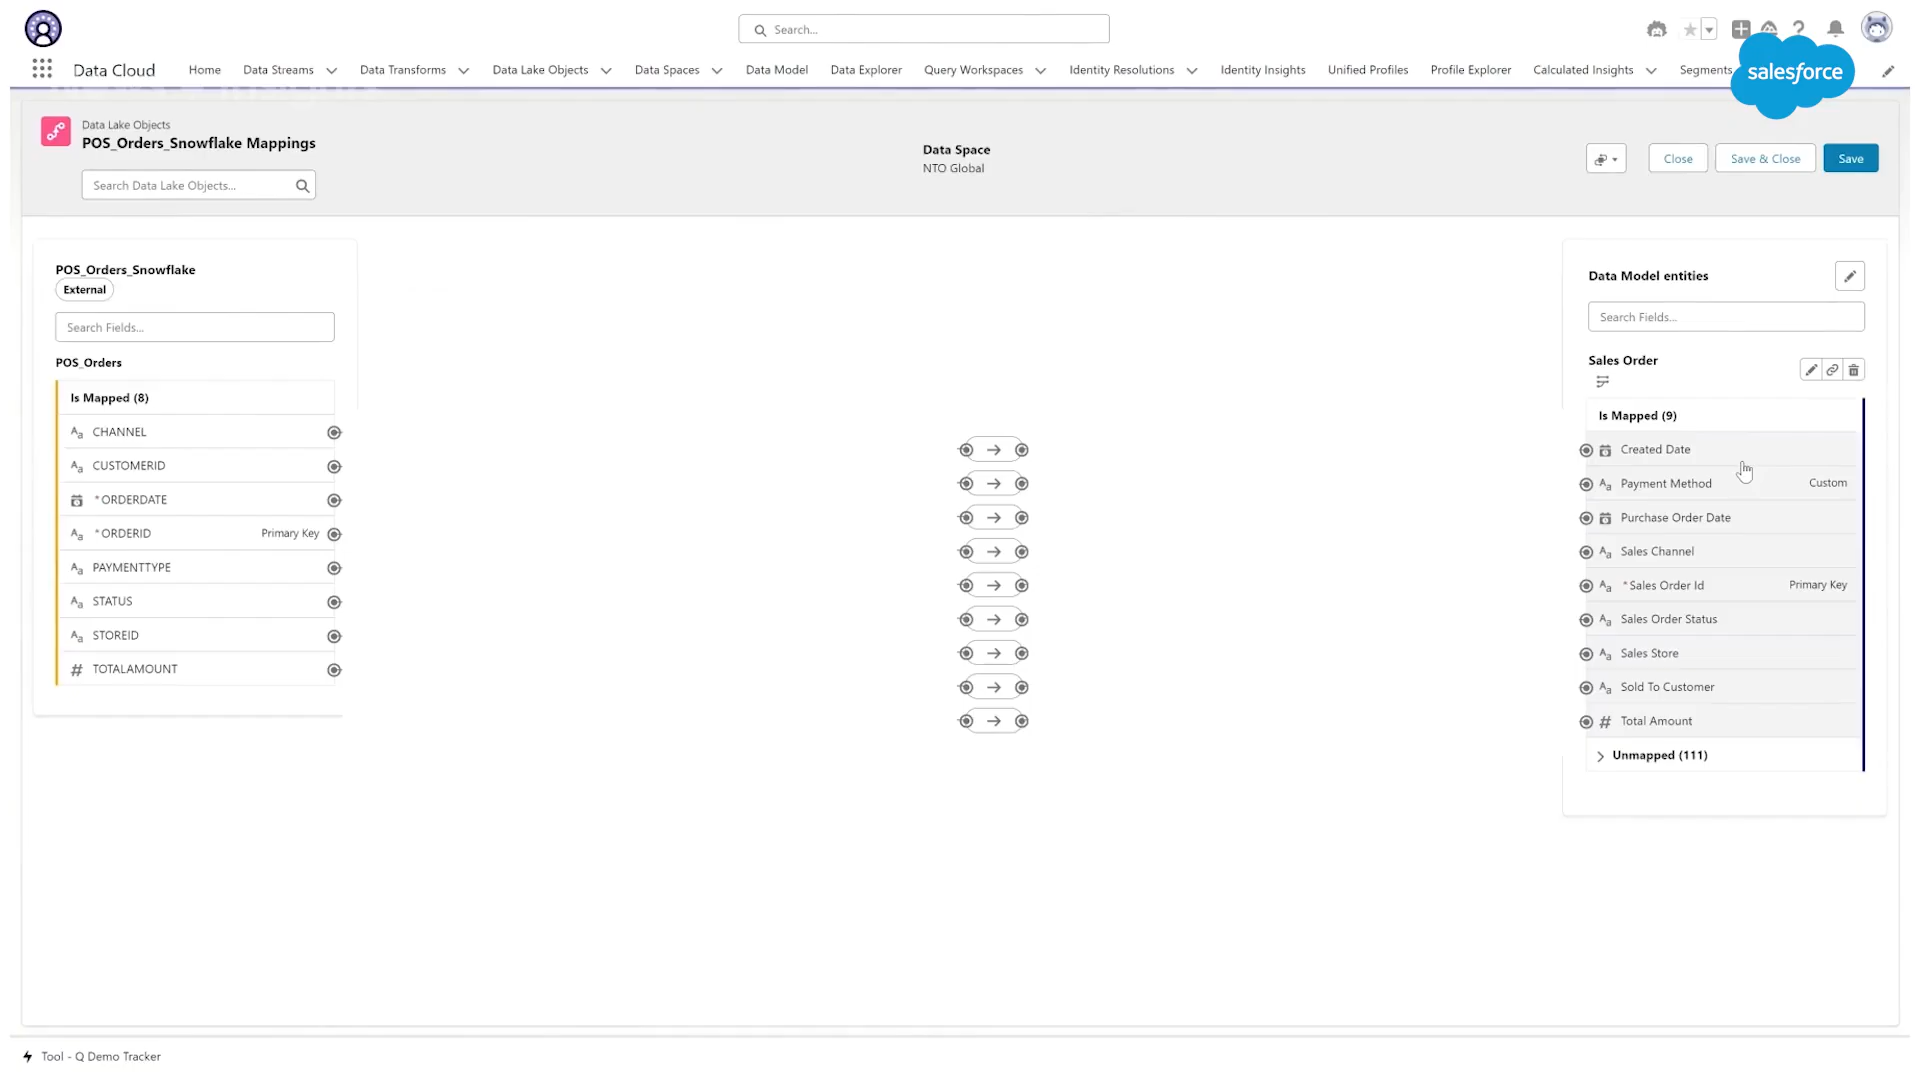 Search...
salesforce
Data Cloud
Home
Data Streams
Data Transforms
Data Lake Objects
Data Spaces
Data Model
Data Explorer
Query Workspaces
Identity Resolutions
Identity Insights
Unified Profiles
Profile Explorer
Calculated Insights
Segments
Data Lake Objects
POS_Orders_Snowflake Mappings
Search Data Lake Objects...
Data Space
NTO Global
Close
Save & Close
Save
POS_Orders_Snowflake
External
Search Fields...
POS_Orders
Is Mapped (8)
CHANNEL
CUSTOMERID
*ORDERDATE
*ORDERID Primary Key
PAYMENTTYPE
STATUS
STOREID
TOTALAMOUNT
Data Model entities
Search Fields...
Sales Order
Is Mapped (9)
Created Date
Payment Method Custom
Purchase Order Date
Sales Channel
*Sales Order Id Primary Key
Sales Order Status
Sales Store
Sold To Customer
Total Amount
Unmapped (111)
Tool - Q Demo Tracker